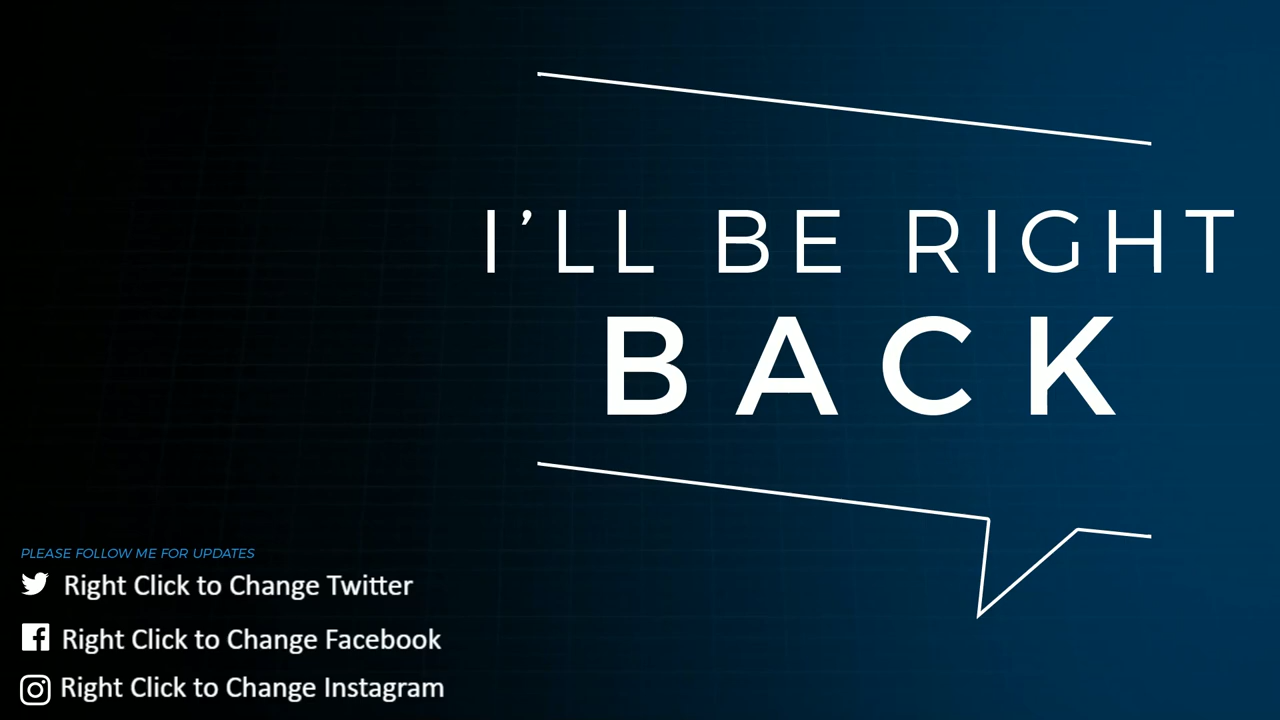 I’LL BE RIGHT
BACK
PLEASE FOLLOW ME FOR UPDATES
Right Click to Change Twitter
Right Click to Change Facebook
Right Click to Change Instagram